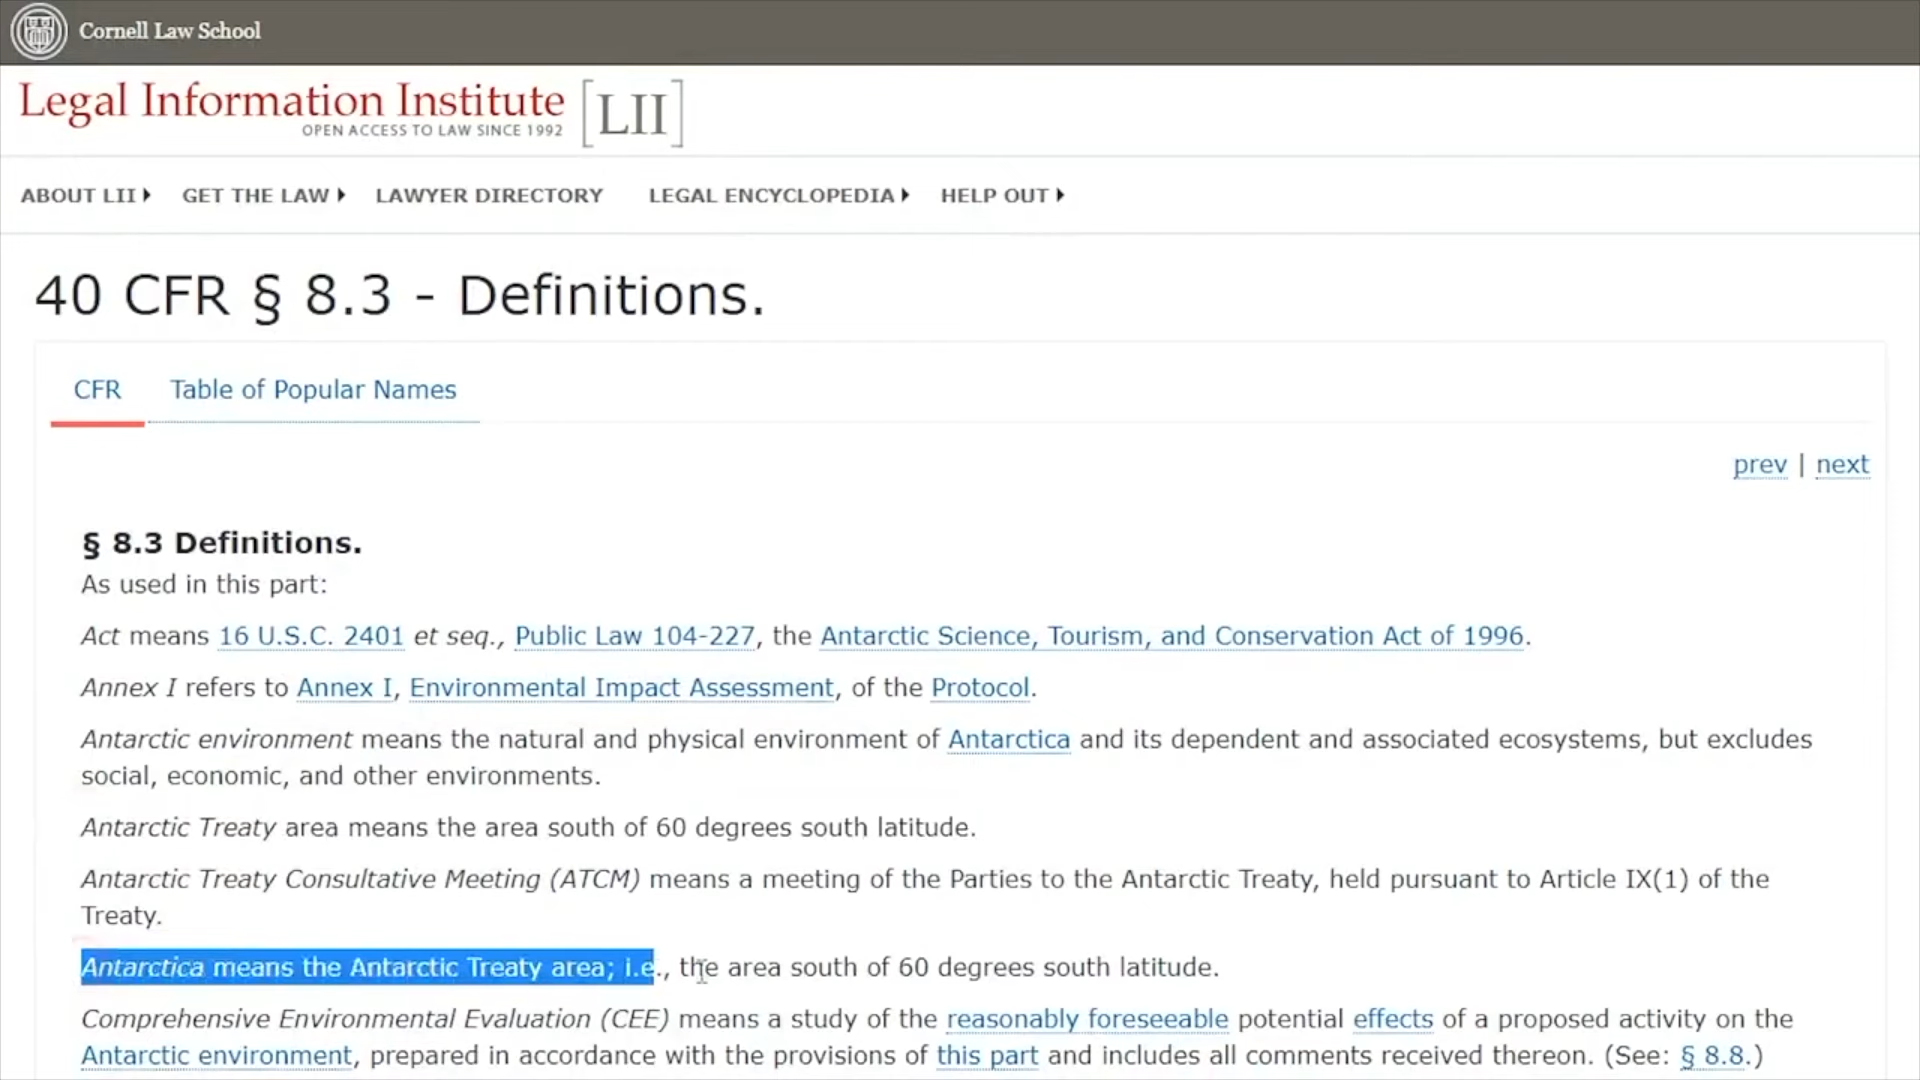 Cornell Law School
Legal Information Institute
OPEN ACCESS TO LAW SINCE 1992
[LII]
ABOUT LII GET THE LAW LAWYER DIRECTORY LEGAL ENCYCLOPEDIA HELP OUT
40 CFR § 8.3 - Definitions.
CFR Table of Popular Names
prev | next
§ 8.3 Definitions.
As used in this part:
Act means 16 U.S.C. 2401 et seq., Public Law 104-227, the Antarctic Science, Tourism, and Conservation Act of 1996.
Annex I refers to Annex I, Environmental Impact Assessment, of the Protocol.
Antarctic environment means the natural and physical environment of Antarctica and its dependent and associated ecosystems, but excludes
social, economic, and other environments.
Antarctic Treaty area means the area south of 60 degrees south latitude.
Antarctic Treaty Consultative Meeting (ATCM) means a meeting of the Parties to the Antarctic Treaty, held pursuant to Article IX(1) of the
Treaty.
Antarctica means the Antarctic Treaty area; i.e., the area south of 60 degrees south latitude.
Comprehensive Environmental Evaluation (CEE) means a study of the reasonably foreseeable potential effects of a proposed activity on the
Antarctic environment, prepared in accordance with the provisions of this part and includes all comments received thereon. (See: § 8.8.)